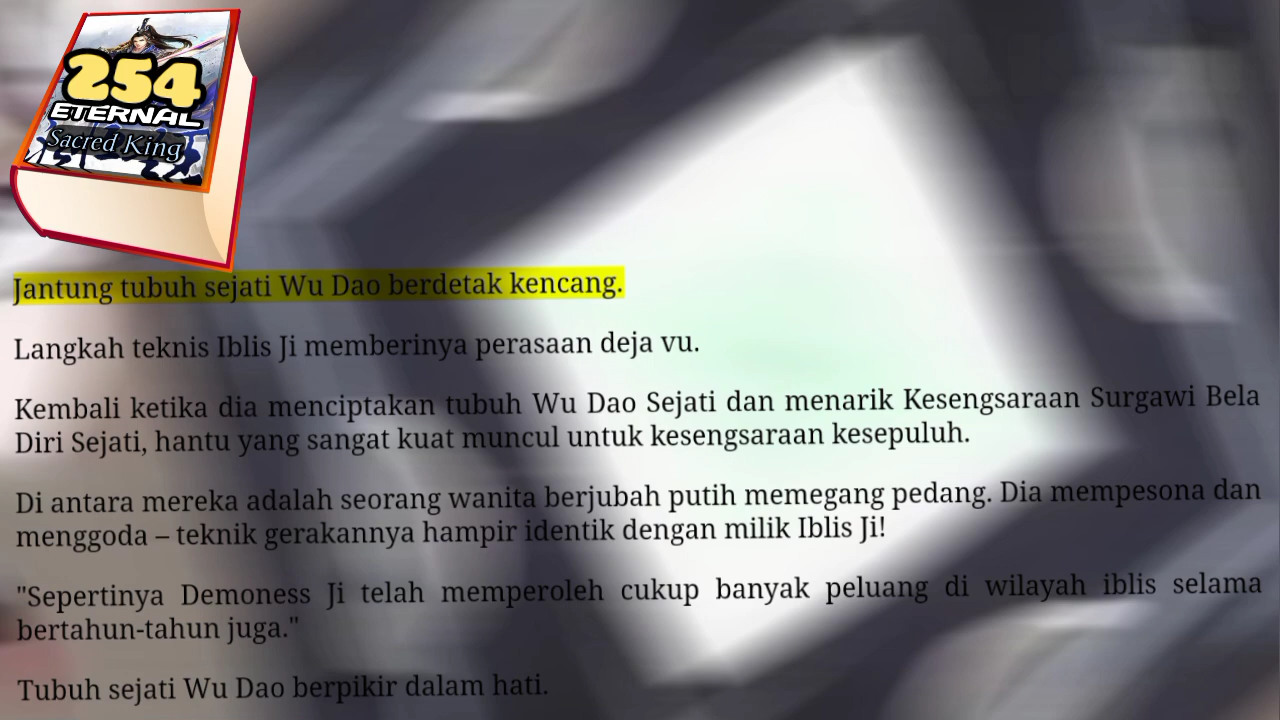 254
ETERNAL
Sacred King
Jantung tubuh sejati Wu Dao berdetak kencang.
Langkah teknis Iblis Ji memberinya perasaan deja vu.
Kembali ketika dia menciptakan tubuh Wu Dao Sejati dan menarik Kesengsaraan Surgawi Bela
Diri Sejati, hantu yang sangat kuat muncul untuk kesengsaraan kesepuluh.
Di antara mereka adalah seorang wanita berjubah putih memegang pedang. Dia mempesona dan
menggoda – teknik gerakannya hampir identik dengan milik Iblis Ji!
"Sepertinya Demoness Ji telah memperoleh cukup banyak peluang di wilayah iblis selama
bertahun-tahun juga."
Tubuh sejati Wu Dao berpikir dalam hati.